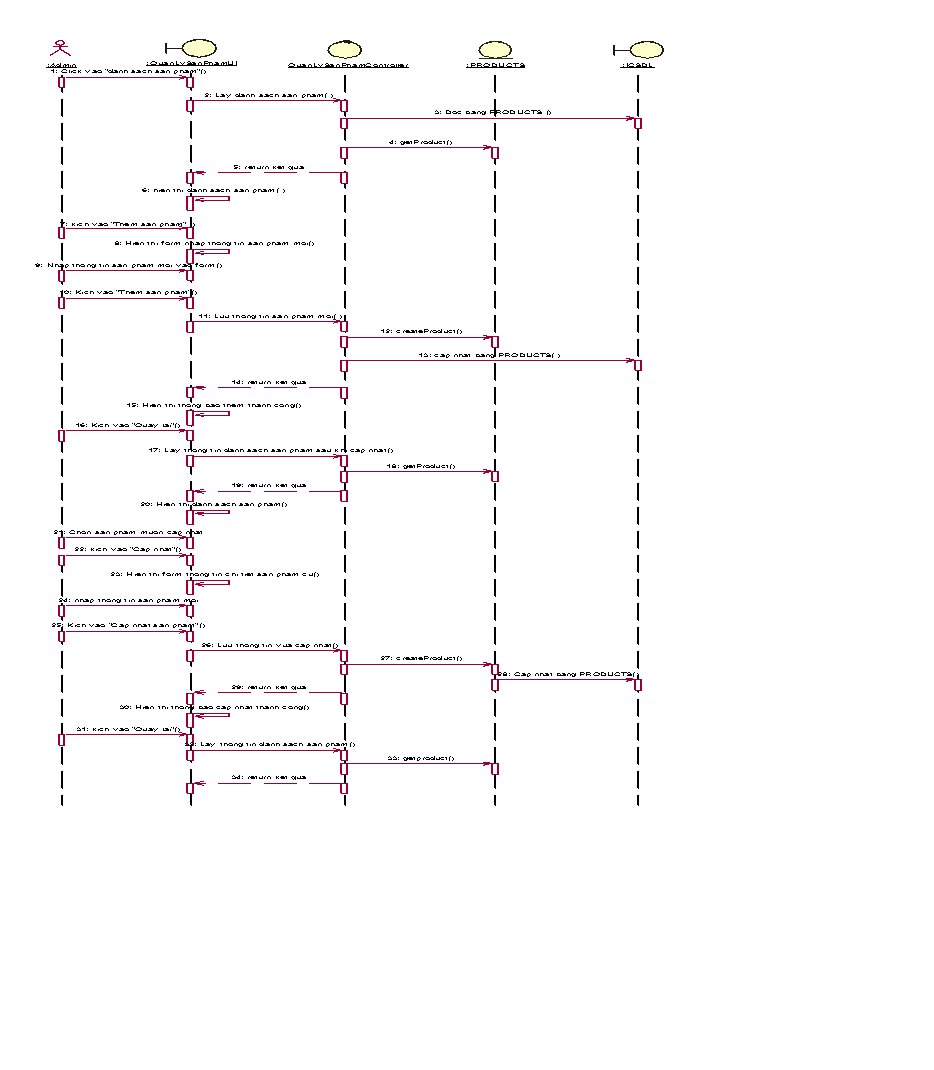 :Admin
:QuanLySanPhamUI
QuanLySanPhamController
:PRODUCTS
:ICSDL
1: Click vao "danh sach san pham"()
2: Lay danh sach san pham( )
3: Doc bang PRODUCTS ()
4: getProduct()
5: return ket qua
6: hien thi danh sach san pham( )
7: kich vao "Them san pham" ()
8: Hien thi form nhap thong tin san pham moi()
9: Nhap thong tin san pham moi vao form()
10: Kich vao "Them san pham"()
11: Luu thong tin san pham moi( )
12: createProduct()
13: cap nhat bang PRODUCTS( )
14: return ket qua
15: Hien thi thong bao them thanh cong()
16: Kich vao "Quay lai"()
17: Lay thong tin danh sach san pham sau khi cap nhat()
18: getProduct()
19: return ket qua
20: Hien thi danh sach san pham()
21: Chon san pham muon cap nhat
22: kich vao "Cap nhat"()
23: Hien thi form thong tin chi tiet san pham cu()
24: nhap thong tin san pham moi
25: Kich vao "Cap nhat san pham"()
26: Luu thong tin vua cap nhat()
27: createProduct()
28: Cap nhat bang PRODUCTS()
29: return ket qua
30: Hien thi thong bao cap nhat thanh cong()
31: kich vao "Quay lai"()
32: Lay thong tin danh sach san pham()
33: getproduct()
34: return ket qua